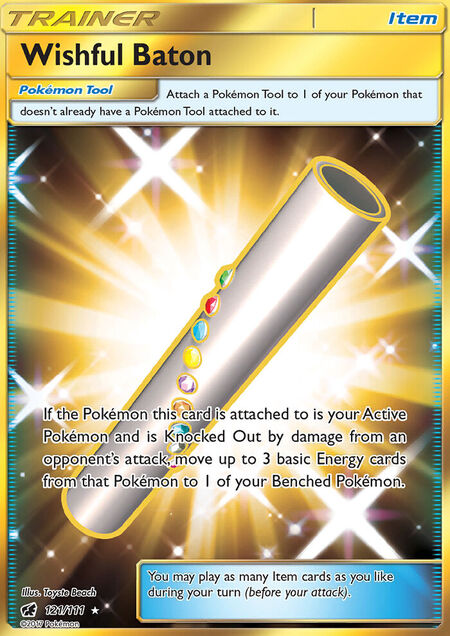 TRAINER Item
Wishful Baton
Pokémon Tool
Attach a Pokémon Tool to 1 of your Pokémon that
doesn't already have a Pokémon Tool attached to it.
If the Pokémon this card is attached to is your Active
Pokémon and is Knocked Out by damage from an
opponent's attack, move up to 3 basic Energy cards
from that Pokémon to 1 of your Benched Pokémon.
You may play as many Item cards as you like
during your turn (before your attack).
Illus. Toyste Beach
121/111 ★
©2017 Pokémon